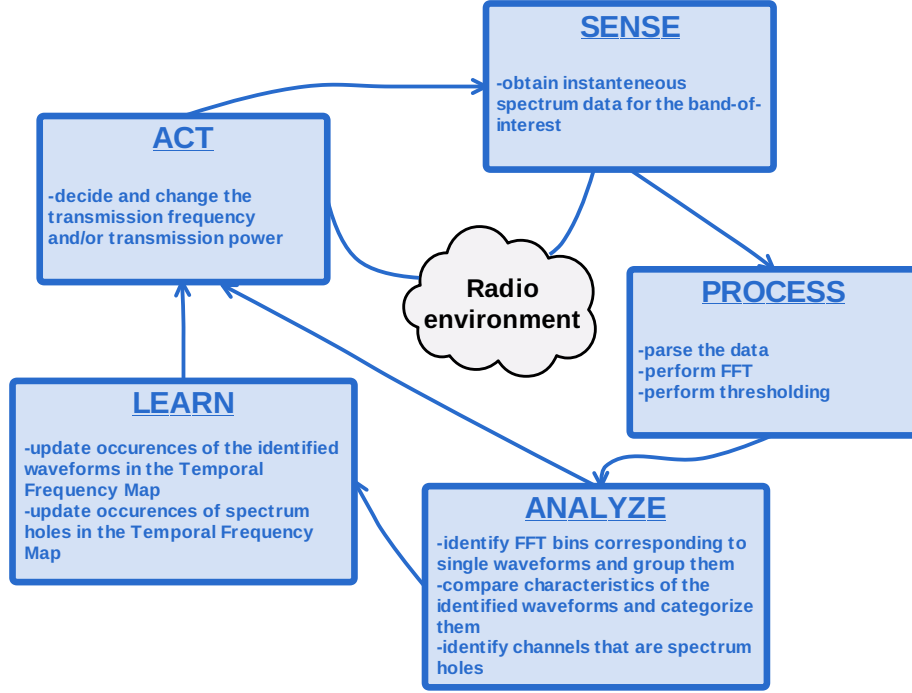 SENSE
-obtain instanteneous
spectrum data for the band-of-
interest
ACT
-decide and change the
transmission frequency
and/or transmission power
Radio
environment
PROCESS
-parse the data
-perform FFT
-perform thresholding
LEARN
-update occurences of the identified
waveforms in the Temporal
Frequency Map
-update occurences of spectrum
holes in the Temporal Frequency
Map
ANALYZE
-identify FFT bins corresponding to
single waveforms and group them
-compare characteristics of the
identified waveforms and categorize
them
-identify channels that are spectrum
holes